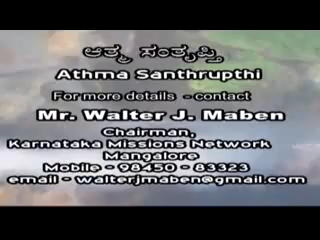 ಆತ್ಮ ಸಂತೃಪ್ತಿ
Athma Santhrupthi
For more details - contact
Mr. Walter J. Maben
Chairman,
Karnataka Missions Network
Mangalore
Mobile - 98450 - 83323
email - walterjmaben@gmail.com